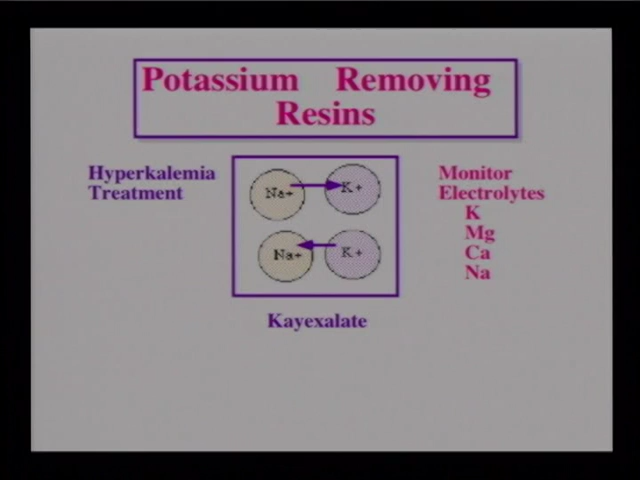 Potassium Removing
Resins
Hyperkalemia
Treatment
Na+
K+
Na+
K+
Kayexalate
Monitor
Electrolytes
K
Mg
Ca
Na